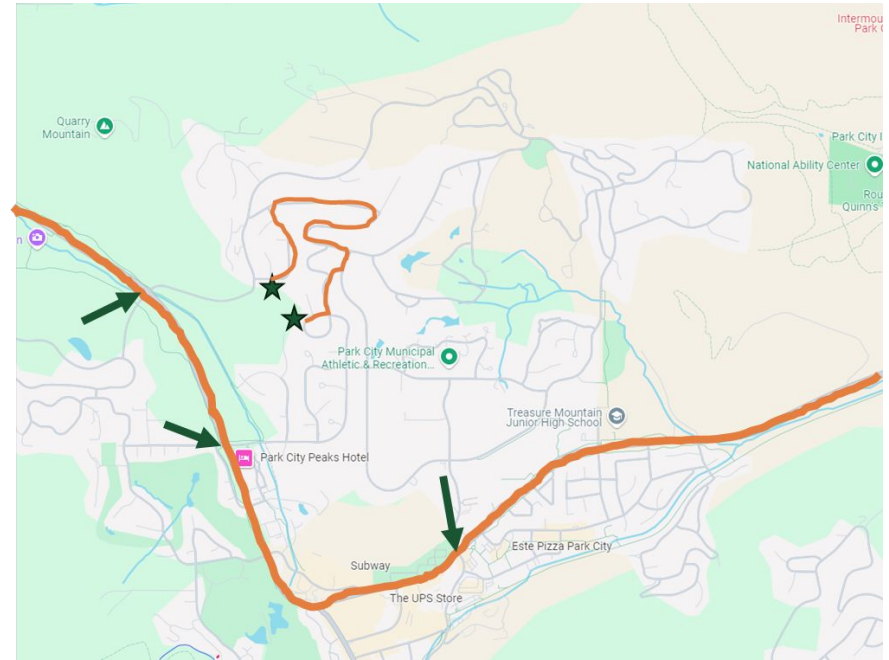 Intermou
Park C
Quarry
Mountain
Park City I
National Ability Center
Rou
Quinn's
n
Park City Municipal
Athletic & Recreation...
Treasure Mountain
Junior High School
Park City Peaks Hotel
Este Pizza Park City
Subway
The UPS Store